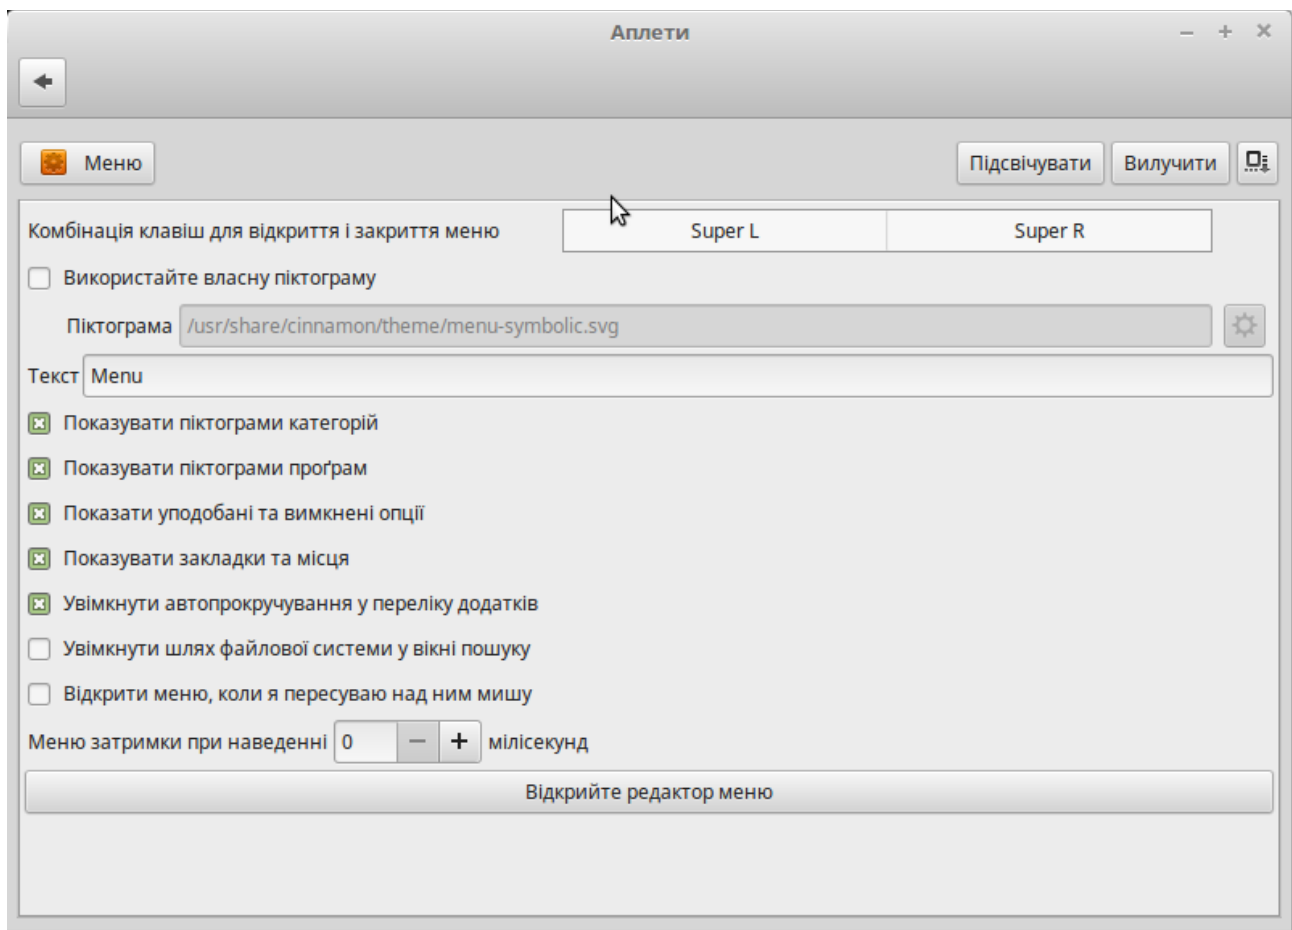 Аплети
Меню
Підсвічувати
Вилучити
Комбінація клавіш для відкриття і закриття меню
Super L
Super R
Використайте власну піктограму
Піктограма
/usr/share/cinnamon/theme/menu-symbolic.svg
Текст
Menu
Показувати піктограми категорій
Показувати піктограми проґрам
Показати уподобані та вимкнені опції
Показувати закладки та місця
Увімкнути автопрокручування у переліку додатків
Увімкнути шлях файлової системи у вікні пошуку
Відкрити меню, коли я пересуваю над ним мишу
Меню затримки при наведенні 0 мілісекунд
Відкрийте редактор меню